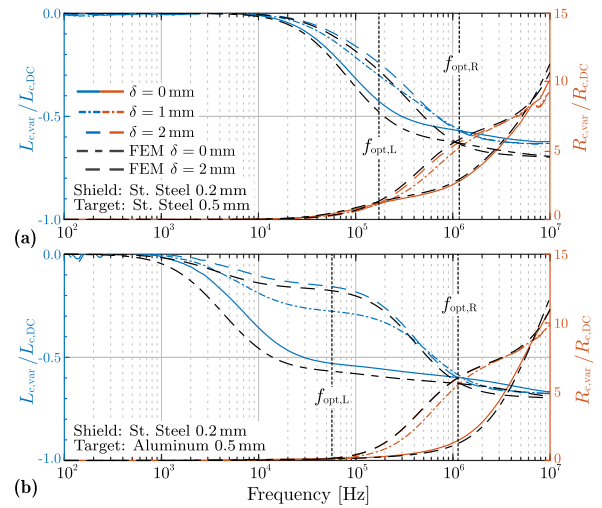 0.0
-0.5
-1.0
L_c,var / L_c,DC
15
10
5
0
R_c,var / R_c,DC
f_opt,R
f_opt,L
δ = 0 mm
δ = 1 mm
δ = 2 mm
FEM δ = 0 mm
FEM δ = 2 mm
Shield: St. Steel 0.2 mm
Target: St. Steel 0.5 mm
(a)
10^2 10^3 10^4 10^5 10^6 10^7
0.0
-0.5
-1.0
L_c,var / L_c,DC
15
10
5
0
R_c,var / R_c,DC
f_opt,R
f_opt,L
Shield: St. Steel 0.2 mm
Target: Aluminum 0.5 mm
(b)
10^2 10^3 10^4 10^5 10^6 10^7
Frequency [Hz]